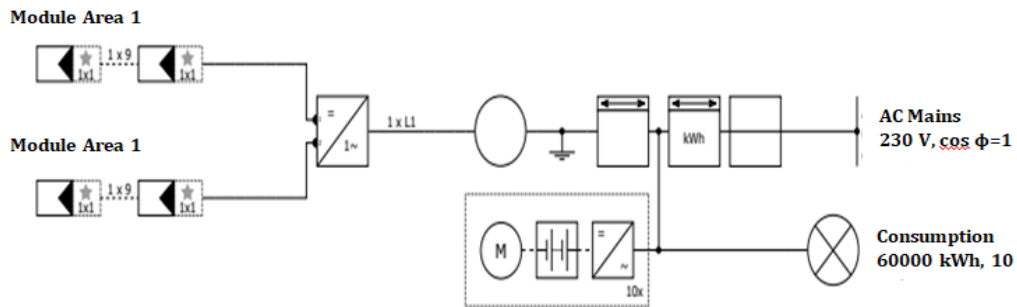 Module Area 1
1 x 9
1x1
1x1
Module Area 1
1 x 9
1x1
1x1
=
1~
1 x L1
kWh
AC Mains
230 V, cos ϕ=1
M
=
~
10x
Consumption
60000 kWh, 10